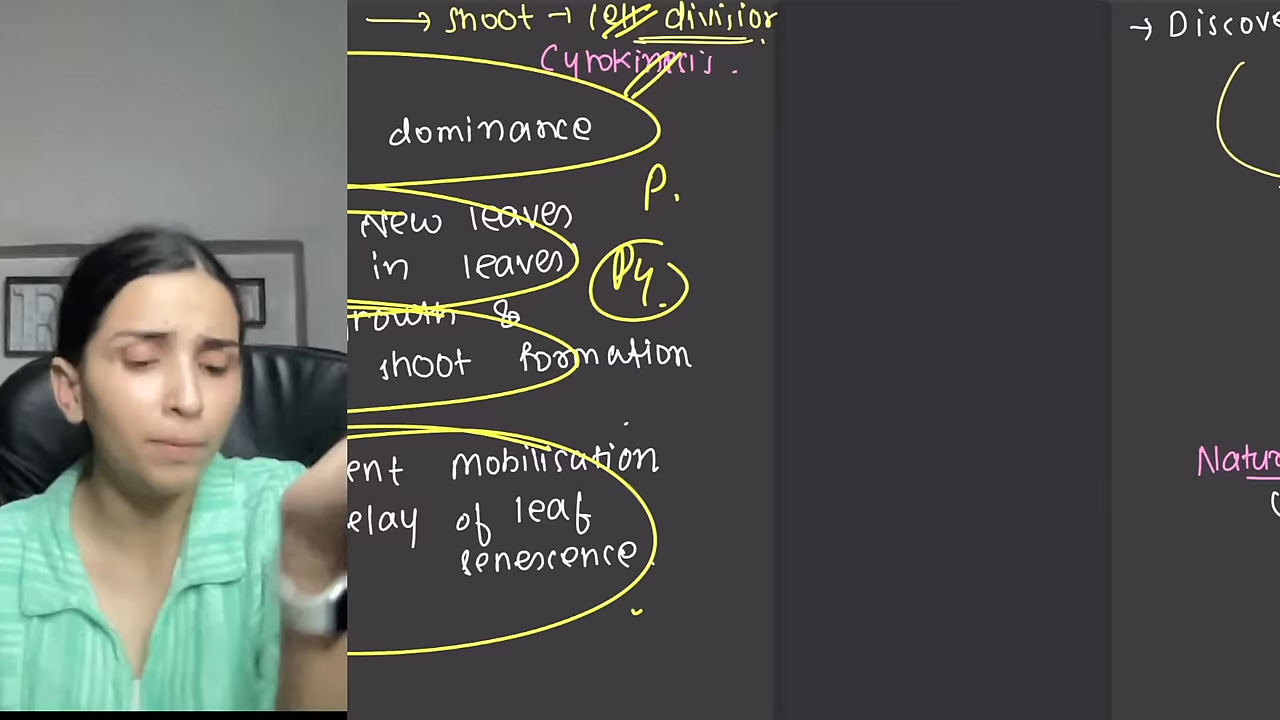 → shoot → cell division
Cytokinesis.
dominance
P.
New leaves
in leaves
Py.
rowth &
shoot formation
ent mobilisation
elay of leaf
senescence
→ Discove
Natur